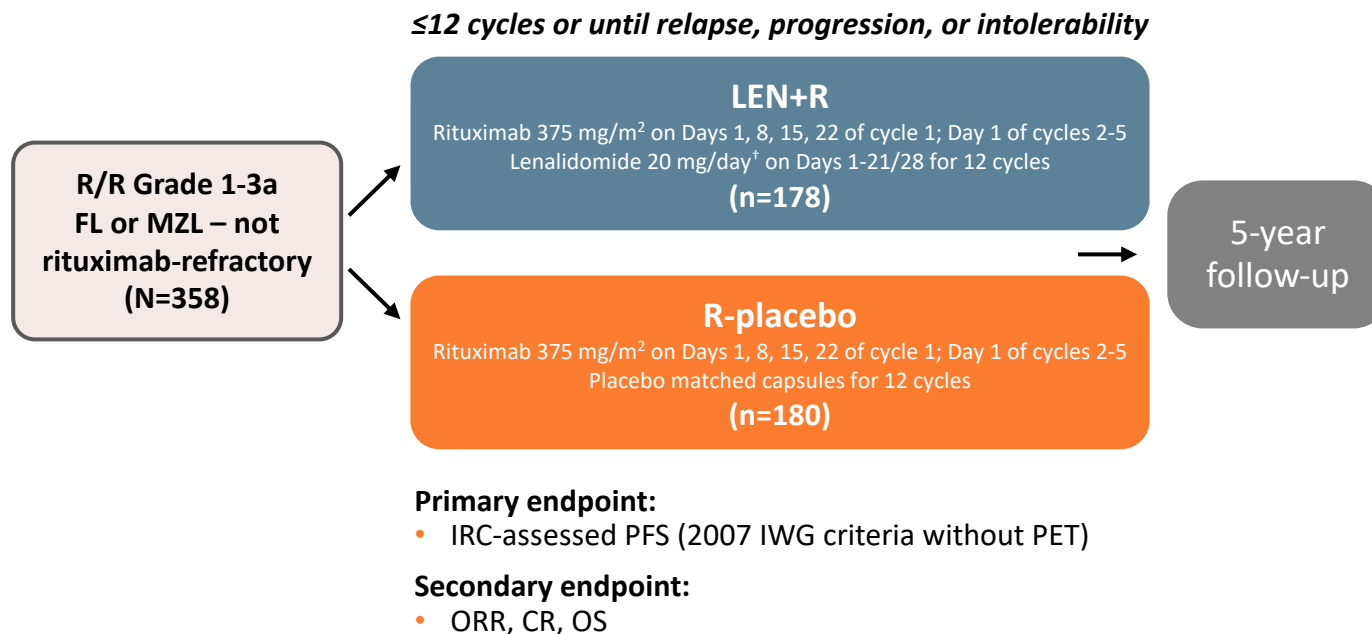 ≤12 cycles or until relapse, progression, or intolerability
R/R Grade 1-3a
FL or MZL – not
rituximab-refractory
(N=358)
LEN+R
Rituximab 375 mg/m² on Days 1, 8, 15, 22 of cycle 1; Day 1 of cycles 2-5
Lenalidomide 20 mg/day† on Days 1-21/28 for 12 cycles
(n=178)
R-placebo
Rituximab 375 mg/m² on Days 1, 8, 15, 22 of cycle 1; Day 1 of cycles 2-5
Placebo matched capsules for 12 cycles
(n=180)
5-year
follow-up
Primary endpoint:
• IRC-assessed PFS (2007 IWG criteria without PET)
Secondary endpoint:
• ORR, CR, OS